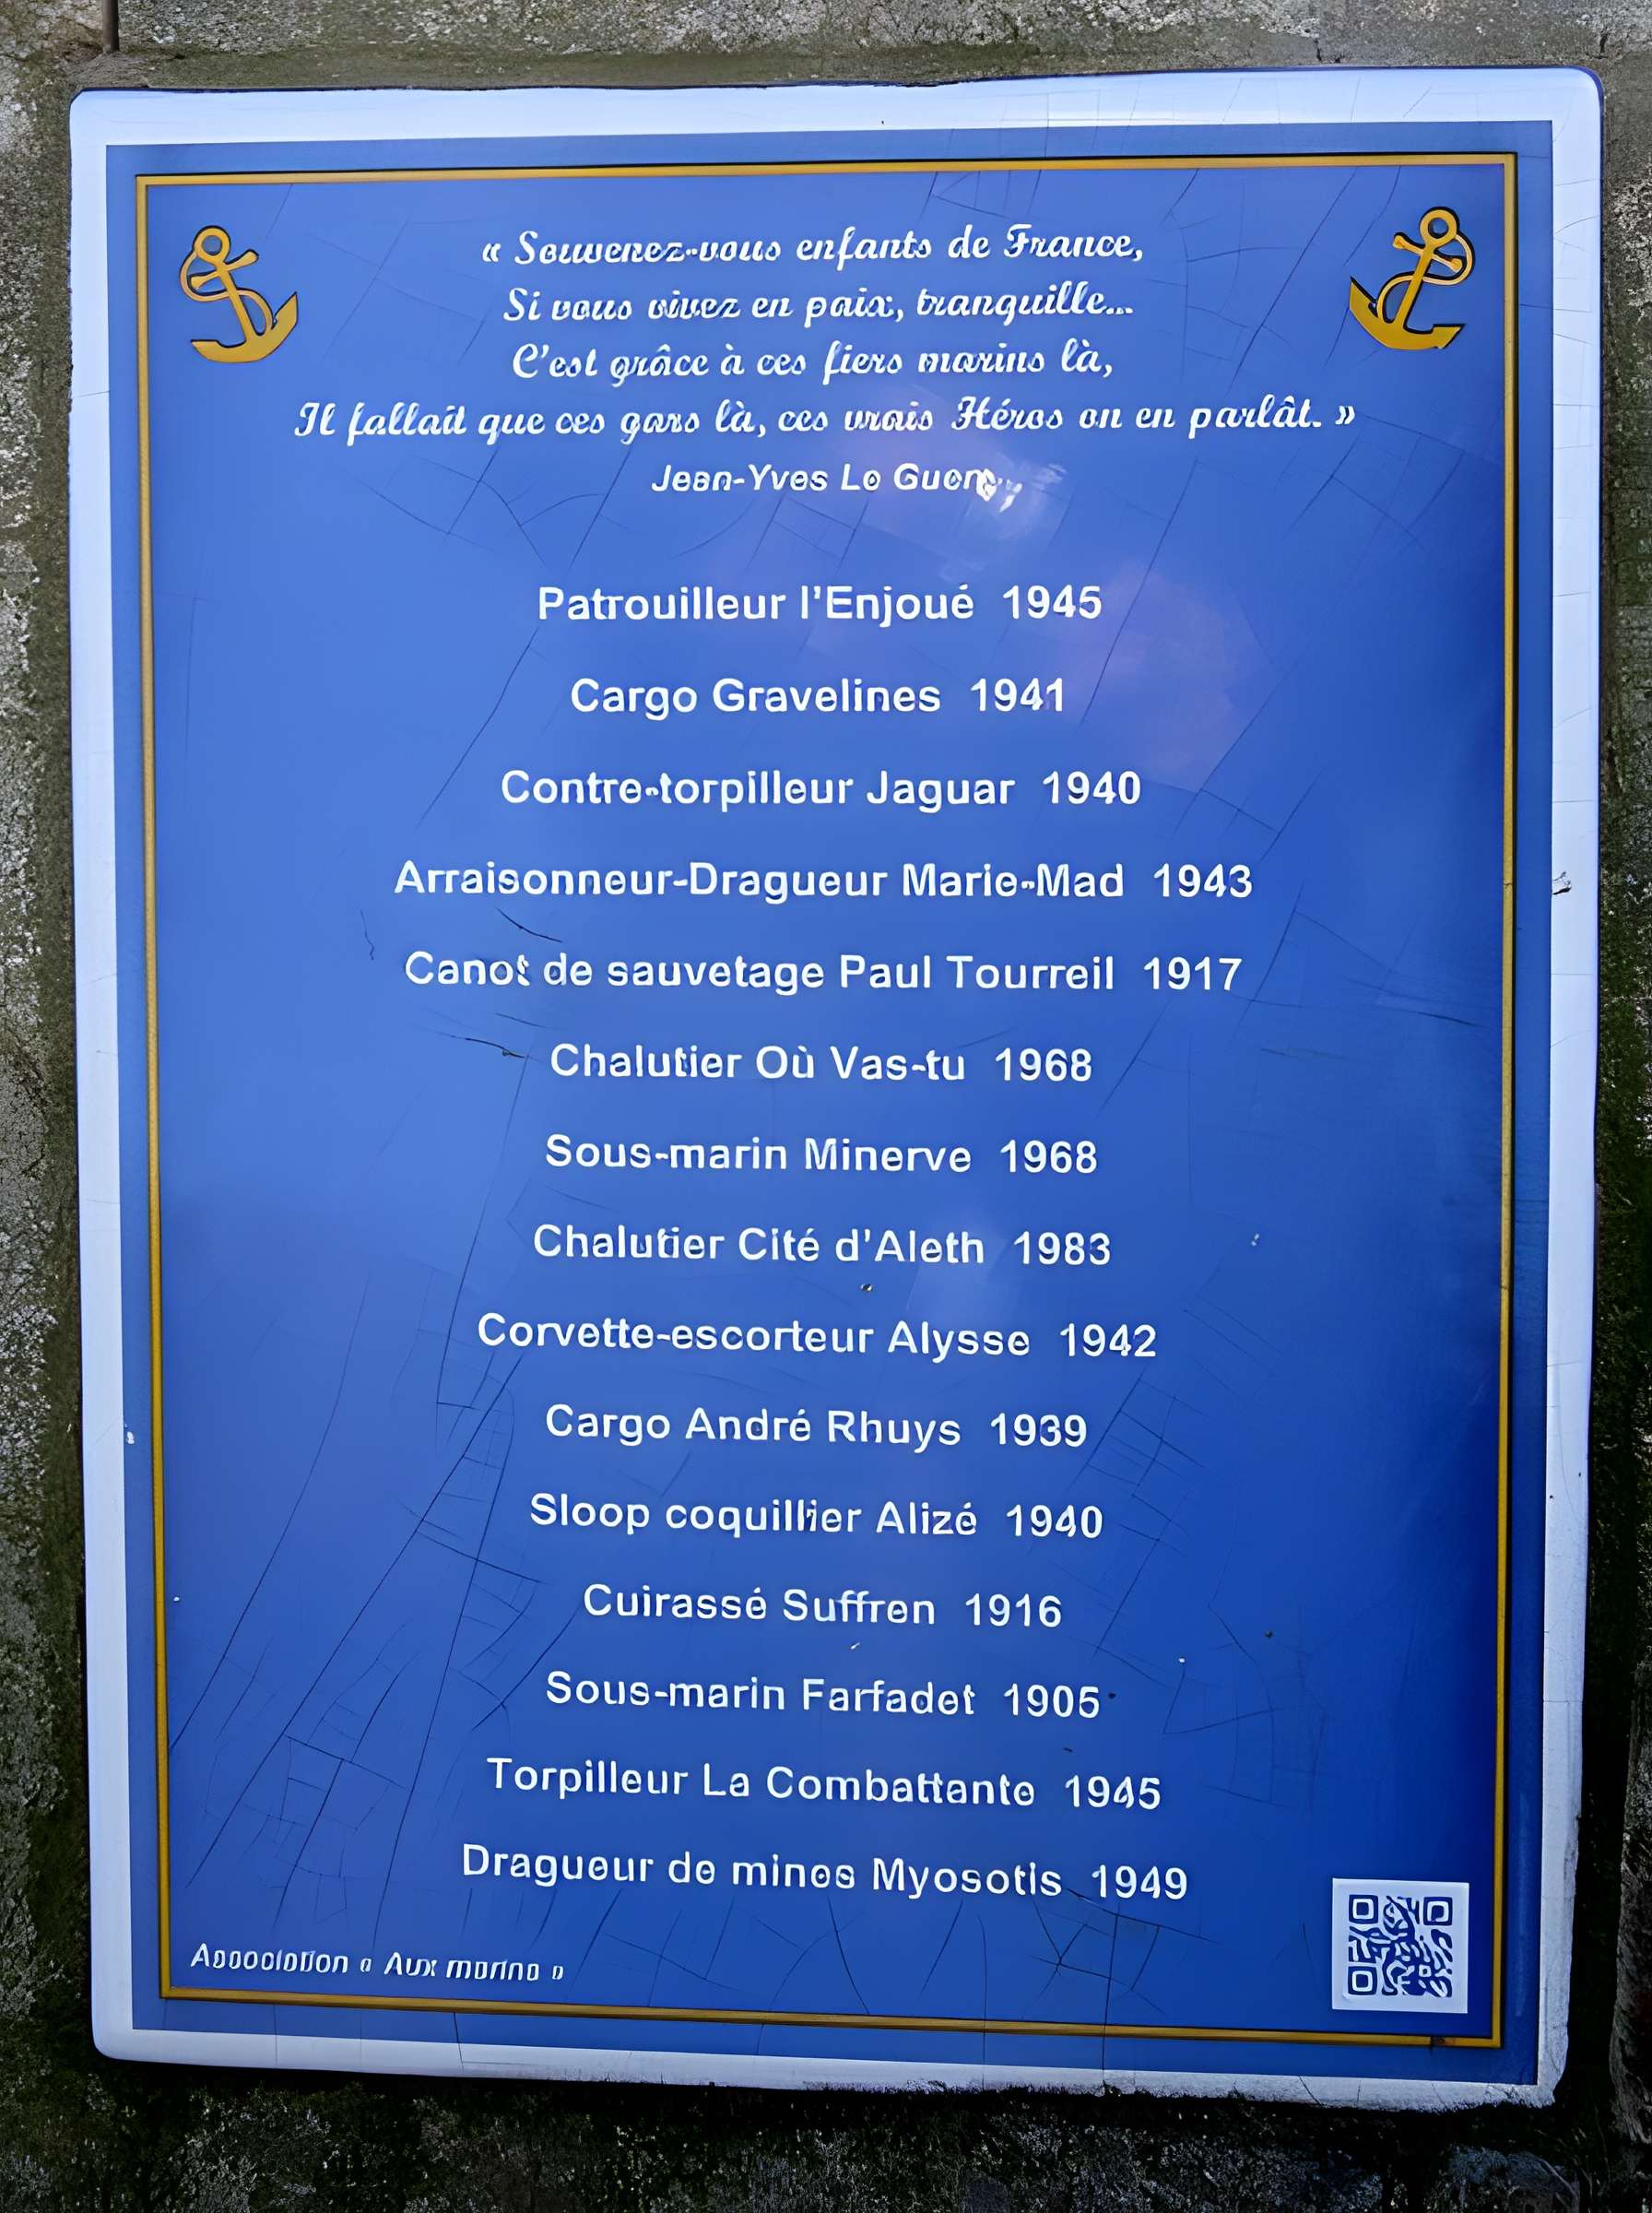 « Souvenez-vous enfants de France,
Si vous vivez en paix, tranquille...
C'est grâce à ces fiers marins là,
Il fallait que ces gars là, ces vrais Héros on en parlât. »
Jean-Yves Le
Patrouilleur l'Enjoué 1945
Cargo Gravelines 1941
Contre-torpilleur Jaguar 1940
Arraisonneur-Dragueur Marie-Mad 1943
Canot de sauvetage Paul Tourreil 1917
Chalutier Où Vas-tu 1968
Sous-marin Minerve 1968
Chalutier Cité d'Aleth 1983
Corvette-escorteur Alysse 1942
Cargo André Rhuys 1939
Sloop coquillier Alizé 1940
Cuirassé Suffren 1916
Sous-marin Farfadet 1905
Torpilleur La Combattante 1945
Dragueur de mines Myosotis 1949
Association « Aux marins »